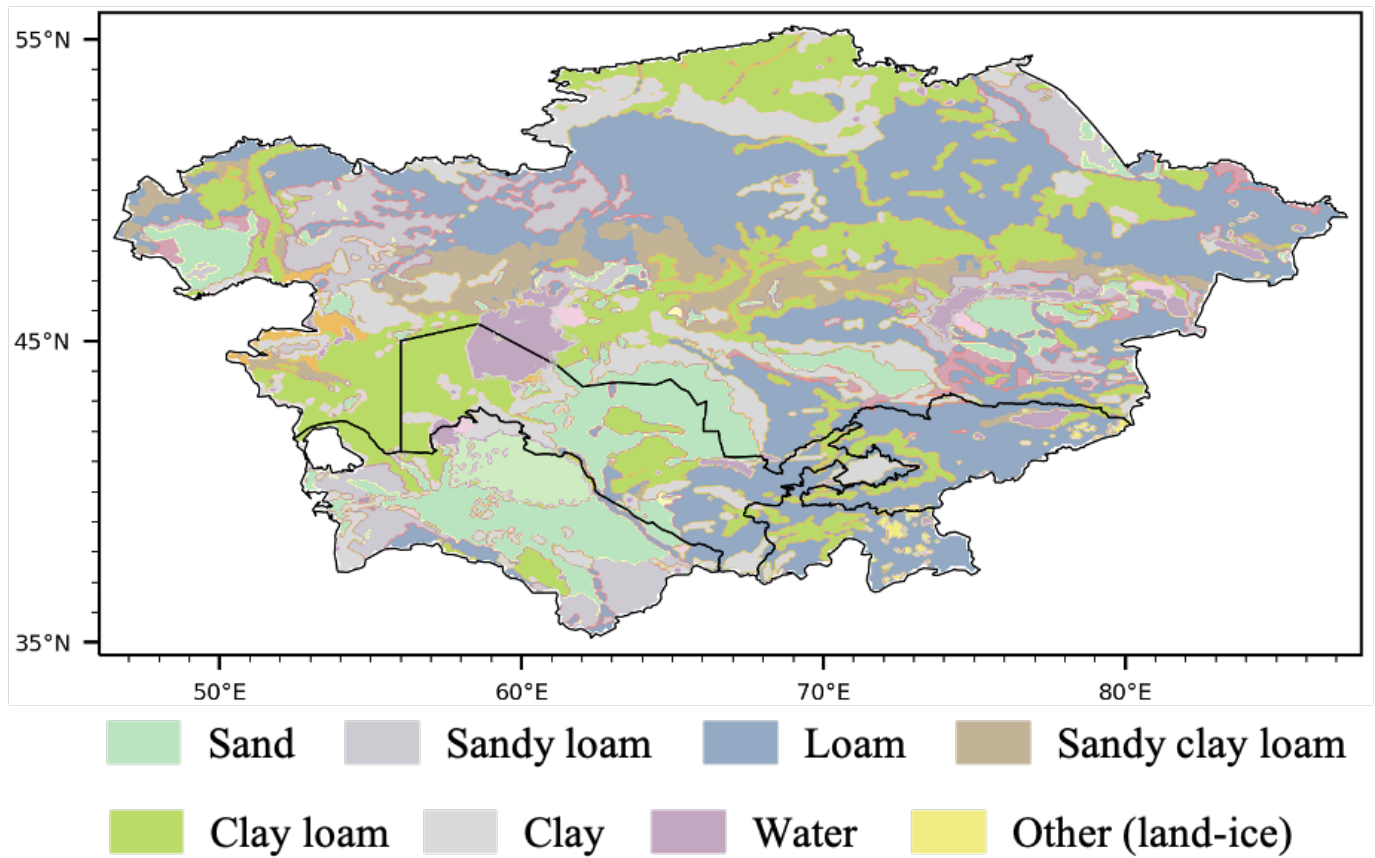 55°N
45°N
35°N
50°E 60°E 70°E 80°E
Sand Sandy loam Loam Sandy clay loam
Clay loam Clay Water Other (land-ice)